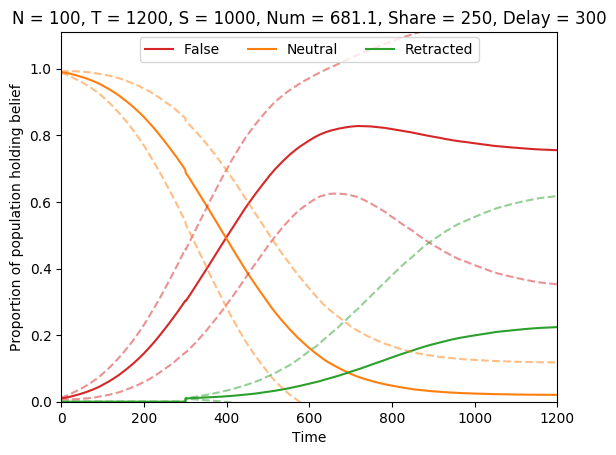 N = 100, T = 1200, S = 1000, Num = 681.1, Share = 250, Delay = 300
False Neutral Retracted
Proportion of population holding belief
1.0
0.8
0.6
0.4
0.2
0.0
0 200 400 600 800 1000 1200
Time